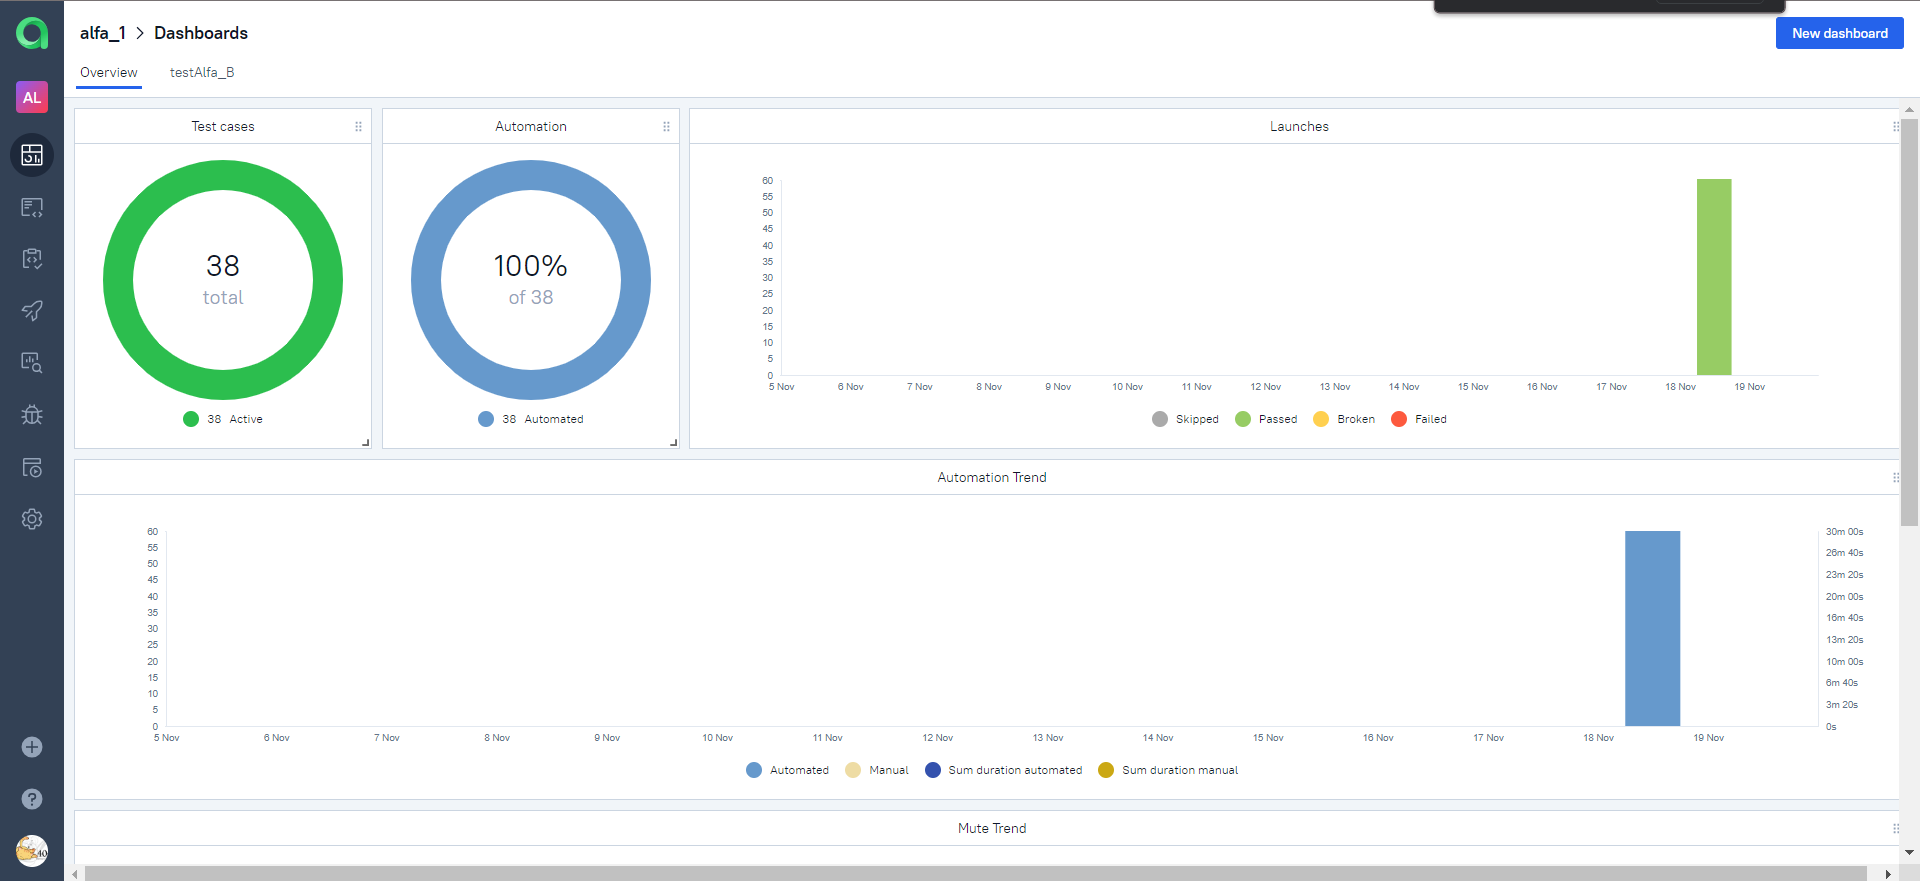 alfa_1 > Dashboards
New dashboard
Overview testAlfa_B
AL
Test cases
38
total
38 Active
Automation
100%
of 38
38 Automated
Launches
60
55
50
45
40
35
30
25
20
15
10
5
0
5 Nov 6 Nov 7 Nov 8 Nov 9 Nov 10 Nov 11 Nov 12 Nov 13 Nov 14 Nov 15 Nov 16 Nov 17 Nov 18 Nov 19 Nov
Skipped Passed Broken Failed
Automation Trend
60
55
50
45
40
35
30
25
20
15
10
5
0
30m 00s
26m 40s
23m 20s
20m 00s
16m 40s
13m 20s
10m 00s
6m 40s
3m 20s
0s
5 Nov 6 Nov 7 Nov 8 Nov 9 Nov 10 Nov 11 Nov 12 Nov 13 Nov 14 Nov 15 Nov 16 Nov 17 Nov 18 Nov 19 Nov
Automated Manual Sum duration automated Sum duration manual
Mute Trend
40